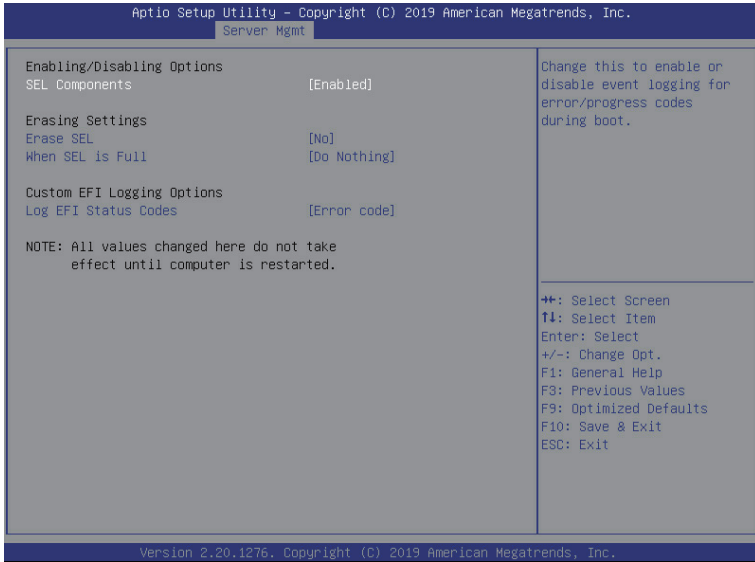 Aptio Setup Utility – Copyright (C) 2019 American Megatrends, Inc.
Server Mgmt
Enabling/Disabling Options
SEL Components [Enabled]
Erasing Settings
Erase SEL [No]
When SEL is Full [Do Nothing]
Custom EFI Logging Options
Log EFI Status Codes [Error code]
NOTE: All values changed here do not take
effect until computer is restarted.
Change this to enable or
disable event logging for
error/progress codes
during boot.
→←: Select Screen
↑↓: Select Item
Enter: Select
+/-: Change Opt.
F1: General Help
F3: Previous Values
F9: Optimized Defaults
F10: Save & Exit
ESC: Exit
Version 2.20.1276. Copyright (C) 2019 American Megatrends, Inc.